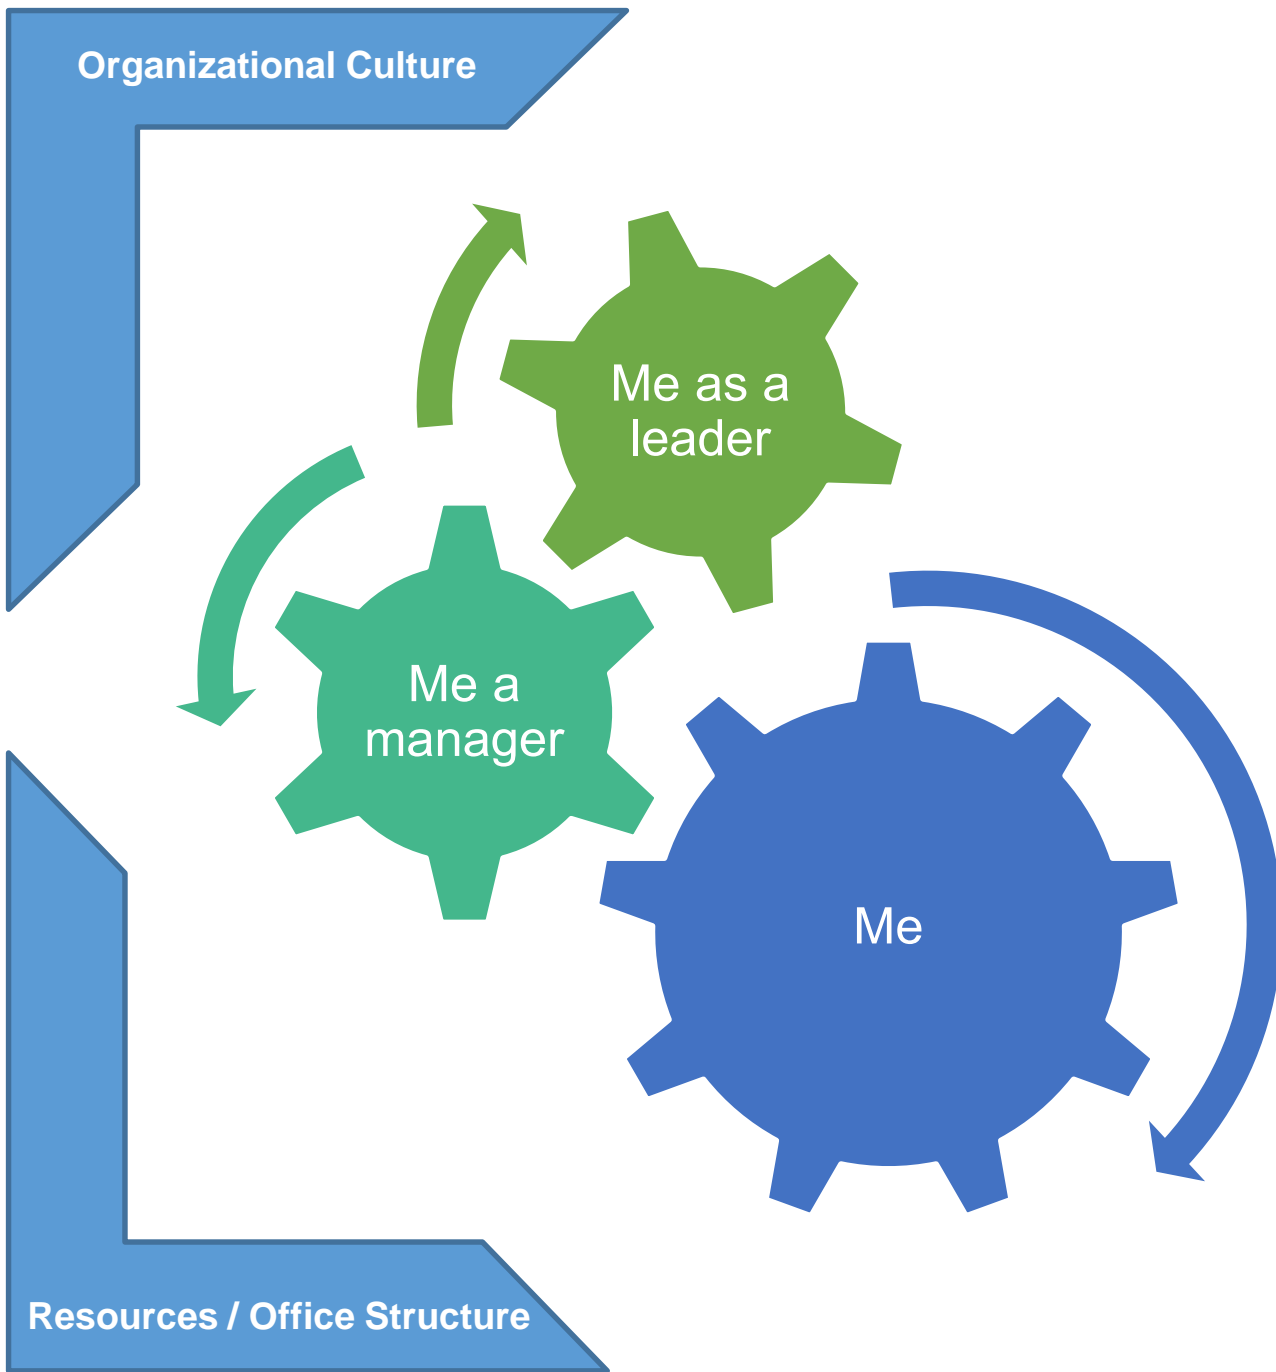 Organizational Culture
Me as a
leader
Me a
manager
Me
Resources / Office Structure